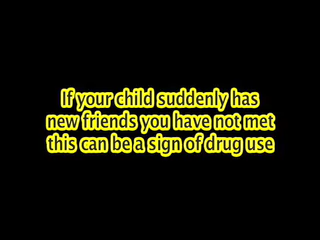 If your child suddenly has
new friends you have not met
this can be a sign of drug use